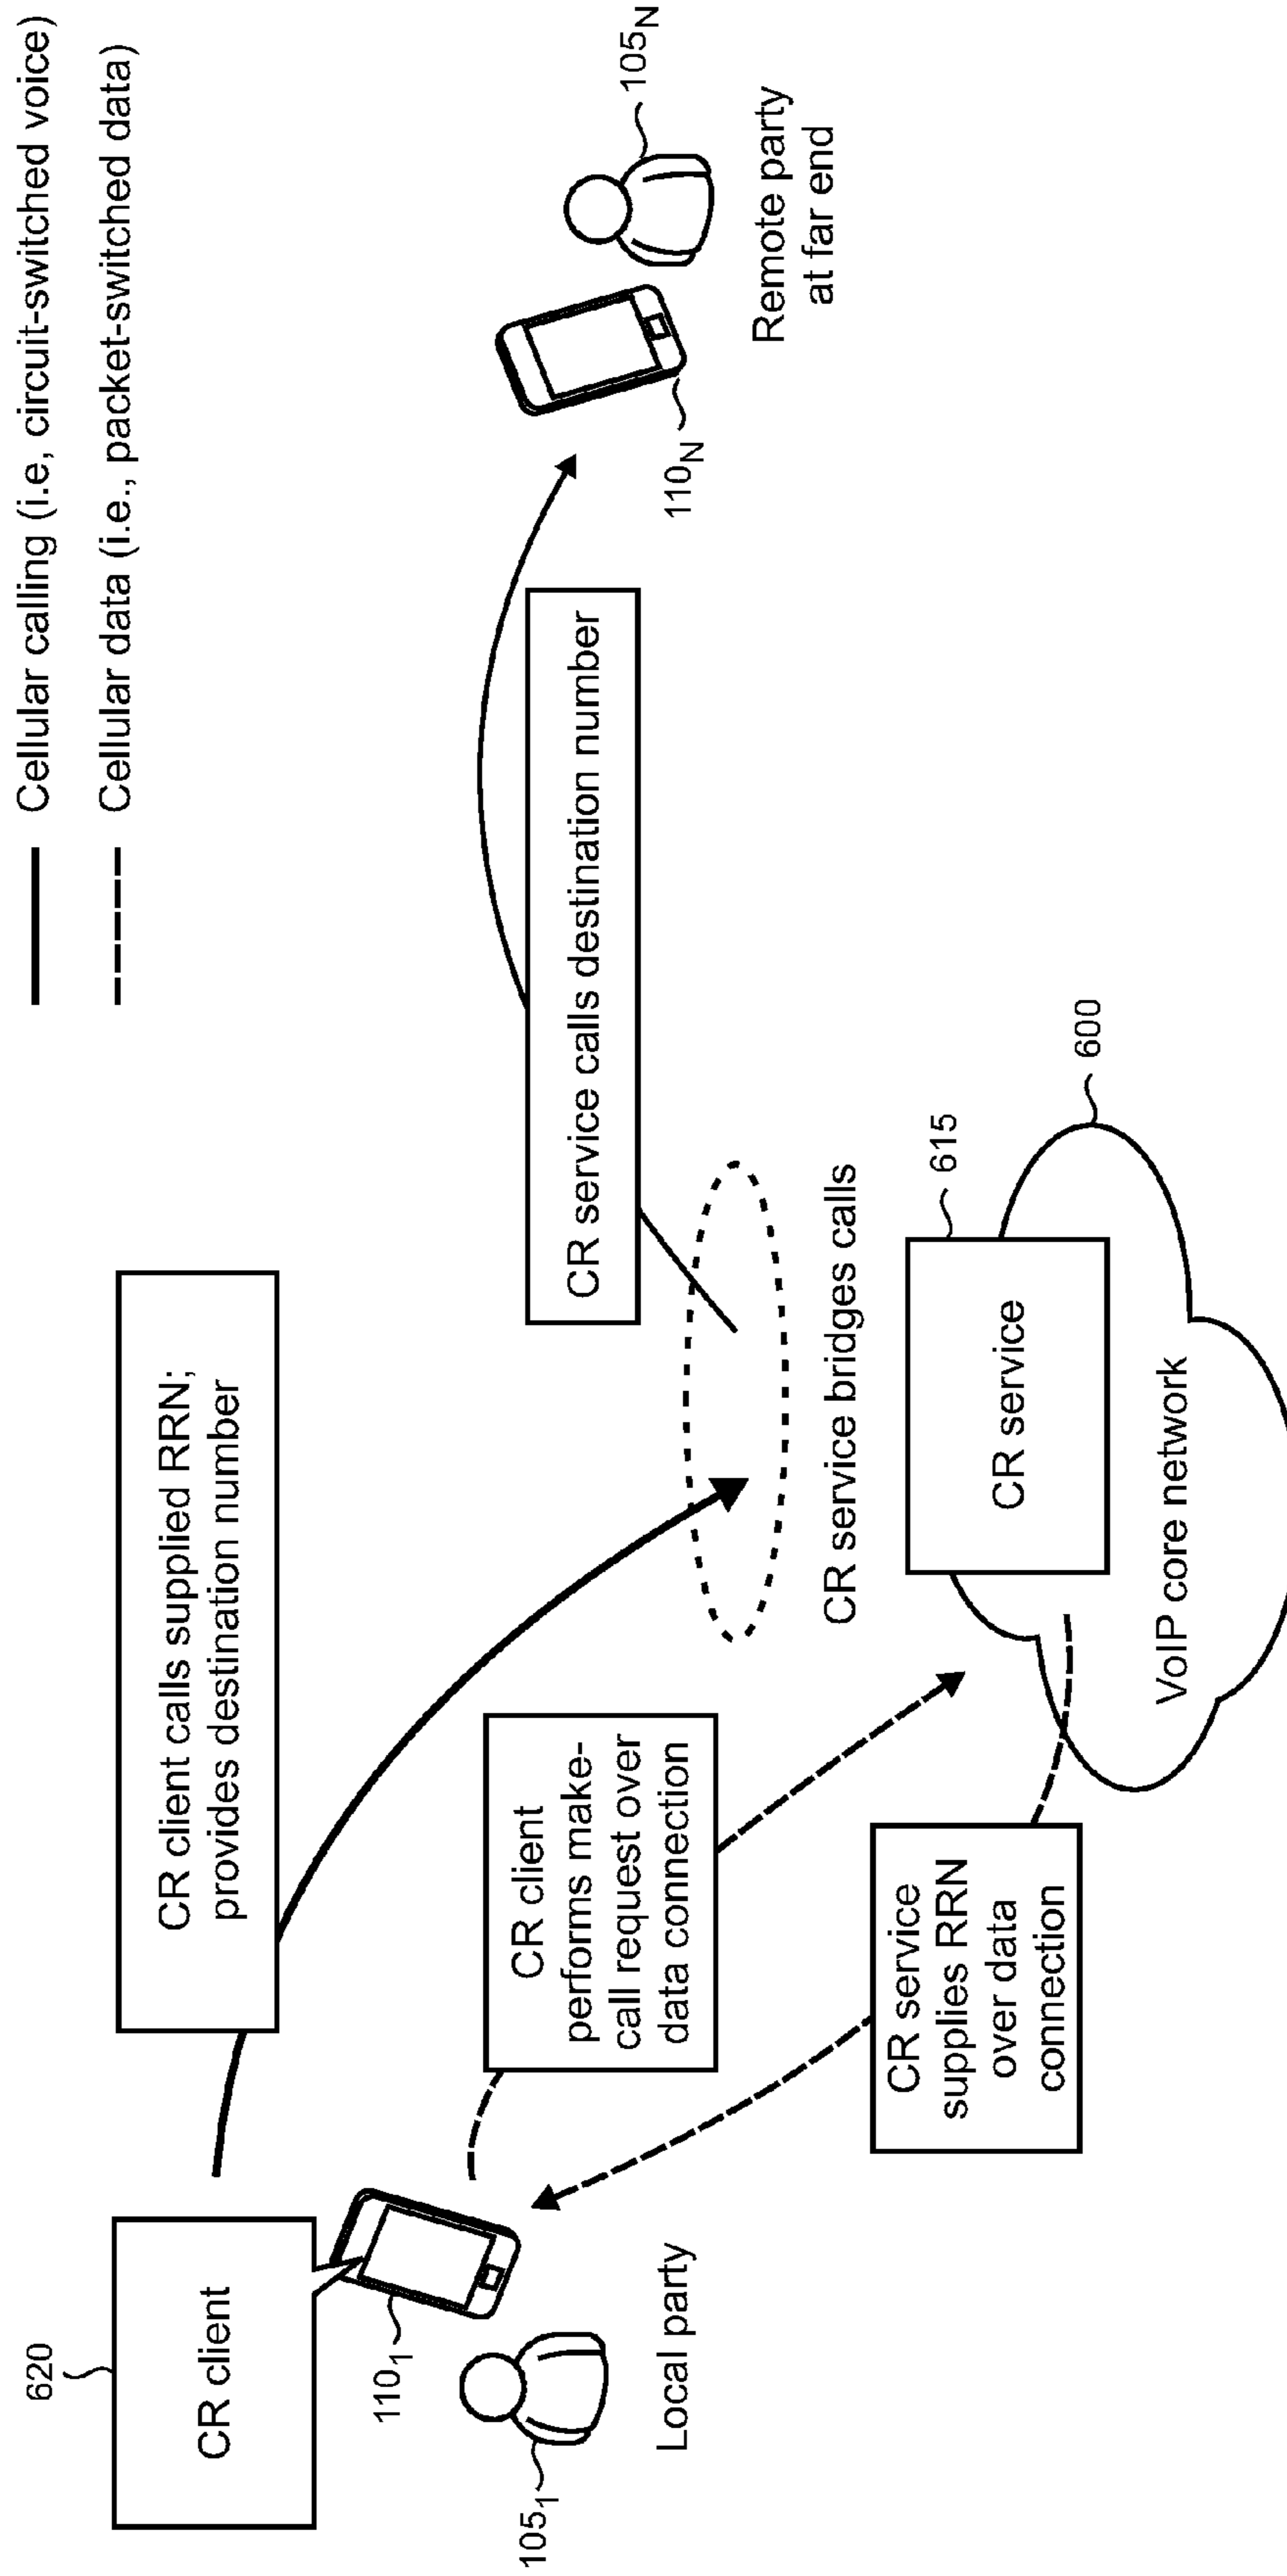 Cellular calling (i.e, circuit-switched voice)
Cellular data (i.e., packet-switched data)
620
CR client
CR client calls supplied RRN;
provides destination number
110₁
105₁
Local party
CR client
performs make-
call request over
data connection
CR service
supplies RRN
over data
connection
CR service calls destination number
CR service bridges calls
CR service
615
600
VoIP core network
110N
105N
Remote party
at far end